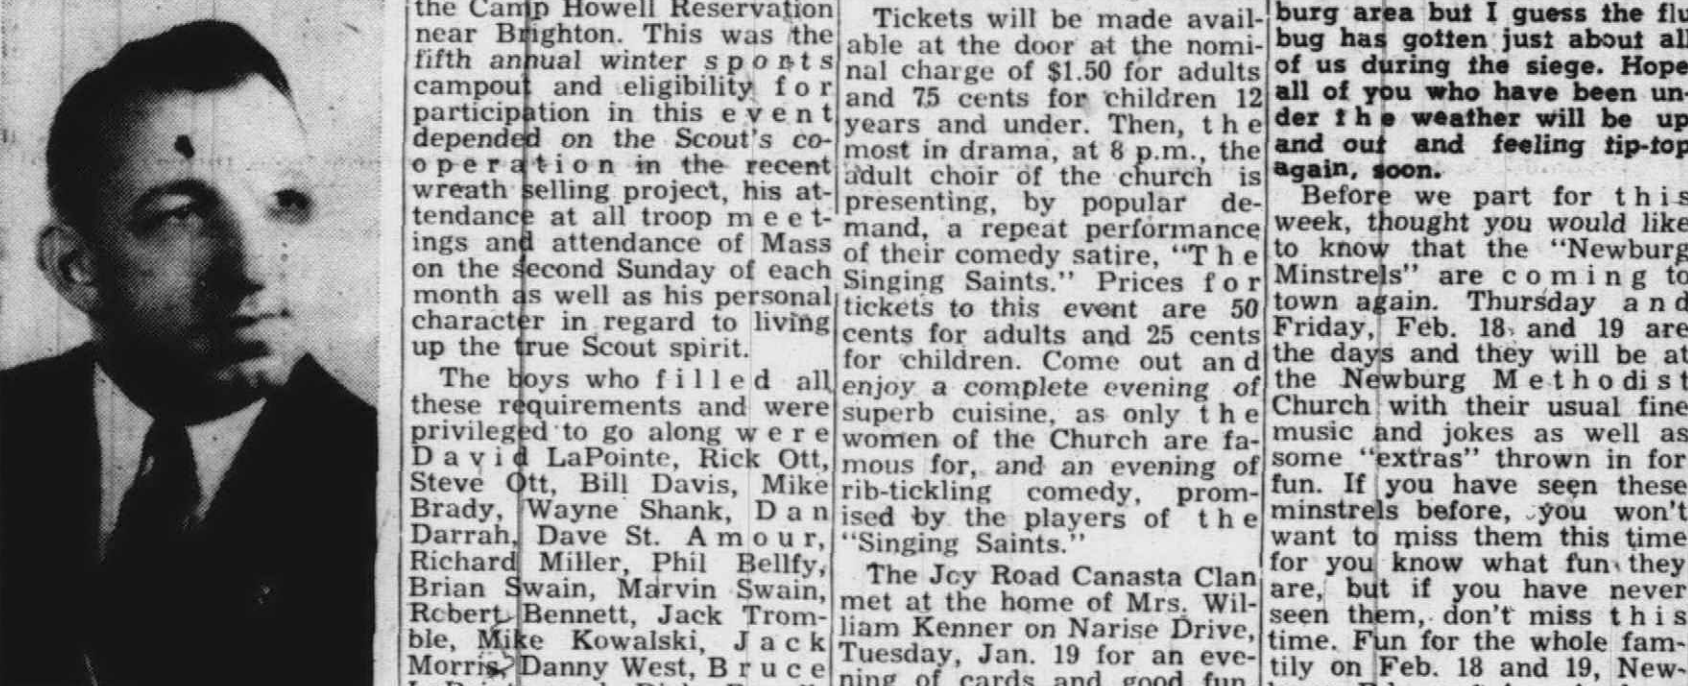 the Camp Howell Reservation
near Brighton. This was the
fifth annual winter sports
campout and eligibility for
participation in this event
depended on the Scout's co-
operation in the recent
wreath selling project, his at-
tendance at all troop meet-
ings and attendance of Mass
on the second Sunday of each
month as well as his personal
character in regard to living
up the true Scout spirit.
The boys who filled all
these requirements and were
privileged to go along were
David LaPointe, Rick Ott,
Steve Ott, Bill Davis, Mike
Brady, Wayne Shank, Dan
Darrah, Dave St. Amour,
Richard Miller, Phil Bellfy,
Brian Swain, Marvin Swain,
Robert Bennett, Jack Trom-
ble, Mike Kowalski, Jack
Morris, Danny West, Bruce
Tickets will be made avail-
able at the door at the nomi-
nal charge of $1.50 for adults
and 75 cents for children 12
years and under. Then, the
most in drama, at 8 p.m., the
adult choir of the church is
presenting, by popular de-
mand, a repeat performance
of their comedy satire, "The
Singing Saints." Prices for
tickets to this event are 50
cents for adults and 25 cents
for children. Come out and
enjoy a complete evening of
superb cuisine, as only the
women of the Church are fa-
mous for, and an evening of
rib-tickling comedy, prom-
ised by the players of the
"Singing Saints."
The Joy Road Canasta Clan
met at the home of Mrs. Wil-
liam Kenner on Narise Drive,
Tuesday, Jan. 19 for an eve-
ning of cards and good fun.
burg area but I guess the flu
bug has gotten just about all
of us during the siege. Hope
all of you who have been un-
der the weather will be up
and out and feeling tip-top
again, soon.
Before we part for this
week, thought you would like
to know that the "Newburg
Minstrels" are coming to
town again. Thursday and
Friday, Feb. 18 and 19 are
the days and they will be at
the Newburg Methodist
Church with their usual fine
music and jokes as well as
some "extras" thrown in for
fun. If you have seen these
minstrels before, you won't
want to miss them this time
for you know what fun they
are, but if you have never
seen them, don't miss this
time. Fun for the whole fam-
tily on Feb. 18 and 19, New-